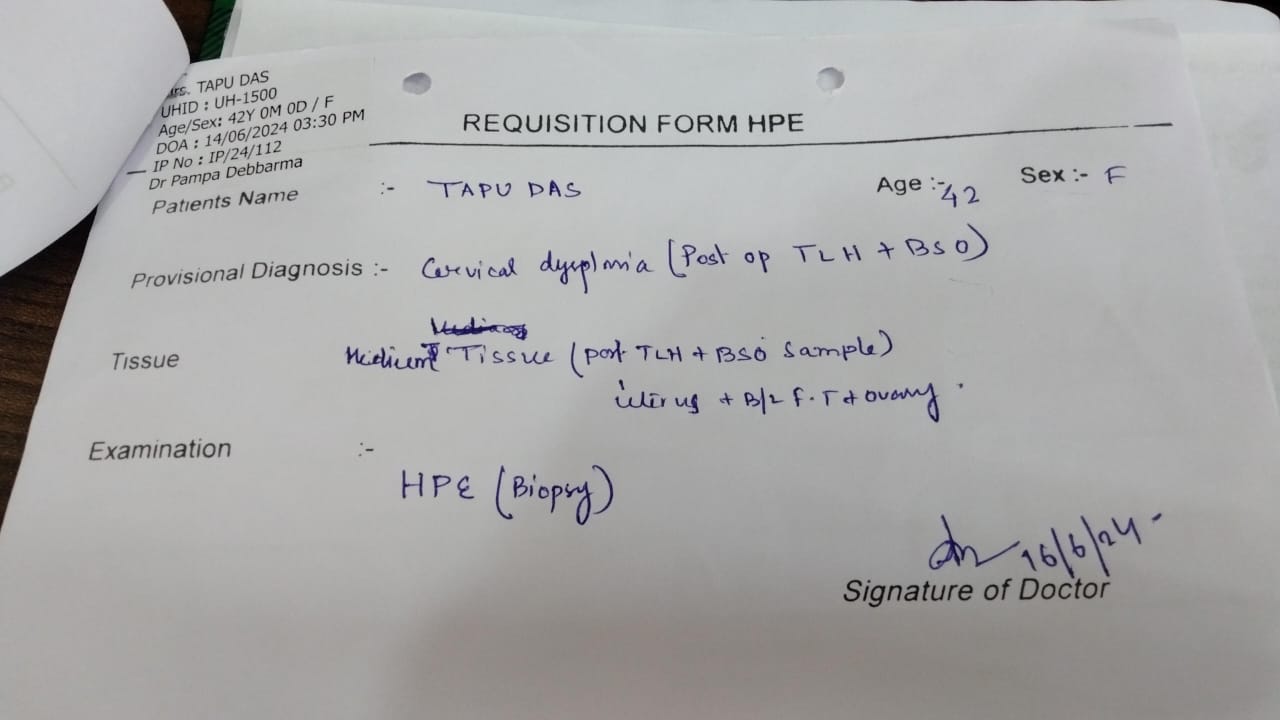 rs. TAPU DAS
UHID : UH-1500
Age/Sex: 42Y 0M 0D / F
DOA : 14/06/2024 03:30 PM
IP No : IP/24/112
Dr Pampa Debbarma
REQUISITION FORM HPE
Patients Name :- TAPU DAS Age :- 42 Sex :- F
Provisional Diagnosis :- Cervical dysplasia (Post op TLH + BSO)
Tissue Medium Tissue (post TLH + BSO sample)
uterus + B/L F.T + ovary.
Examination :-
HPE (Biopsy)
16/6/24
Signature of Doctor